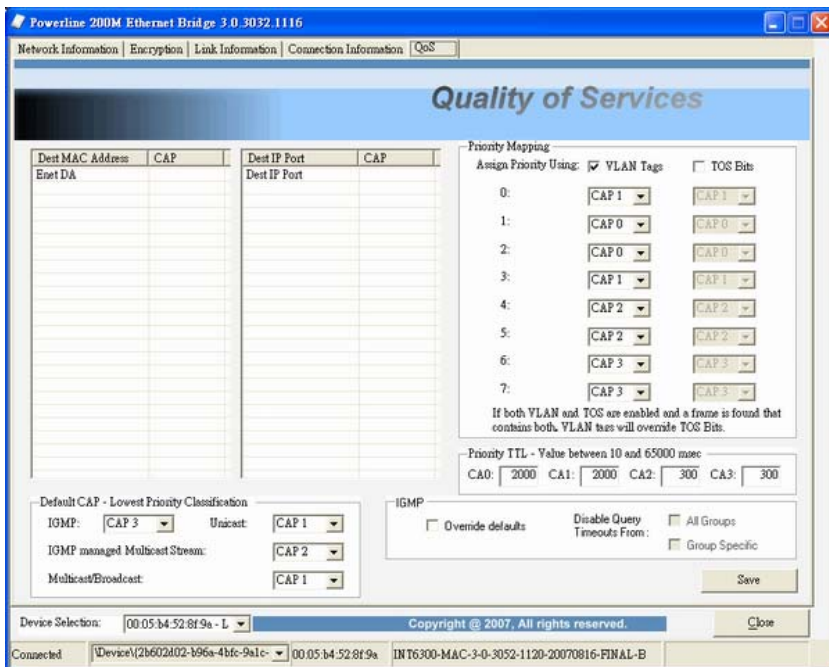 Powerline 200M Ethernet Bridge 3.0.3032.1116
Network Information Encryption Link Information Connection Information QoS
Quality of Services
Dest MAC Address CAP
Enet DA
Dest IP Port CAP
Dest IP Port
Priority Mapping
Assign Priority Using: VLAN Tags TOS Bits
0: CAP 1 CAP 1
1: CAP 0 CAP 0
2: CAP 0 CAP 0
3: CAP 1 CAP 1
4: CAP 2 CAP 2
5: CAP 2 CAP 2
6: CAP 3 CAP 3
7: CAP 3 CAP 3
If both VLAN and TOS are enabled and a frame is found that
contains both, VLAN tags will override TOS Bits.
Priority TTL - Value between 10 and 65000 msec
CA0: 2000 CA1: 2000 CA2: 300 CA3: 300
Default CAP - Lowest Priority Classification
IGMP: CAP 3 Unicast: CAP 1
IGMP managed Multicast Stream: CAP 2
Multicast/Broadcast: CAP 1
IGMP
Override defaults
Disable Query
Timeouts From :
All Groups
Group Specific
Save
Device Selection: 00:05:b4:52:8f:9a - L
Copyright @ 2007, All rights reserved.
Close
Connected \Device\{2b602d02-b96a-4bfc-9a1c- 00:05:b4:52:8f:9a INT6300-MAC-3-0-3052-1120-20070816-FINAL-B